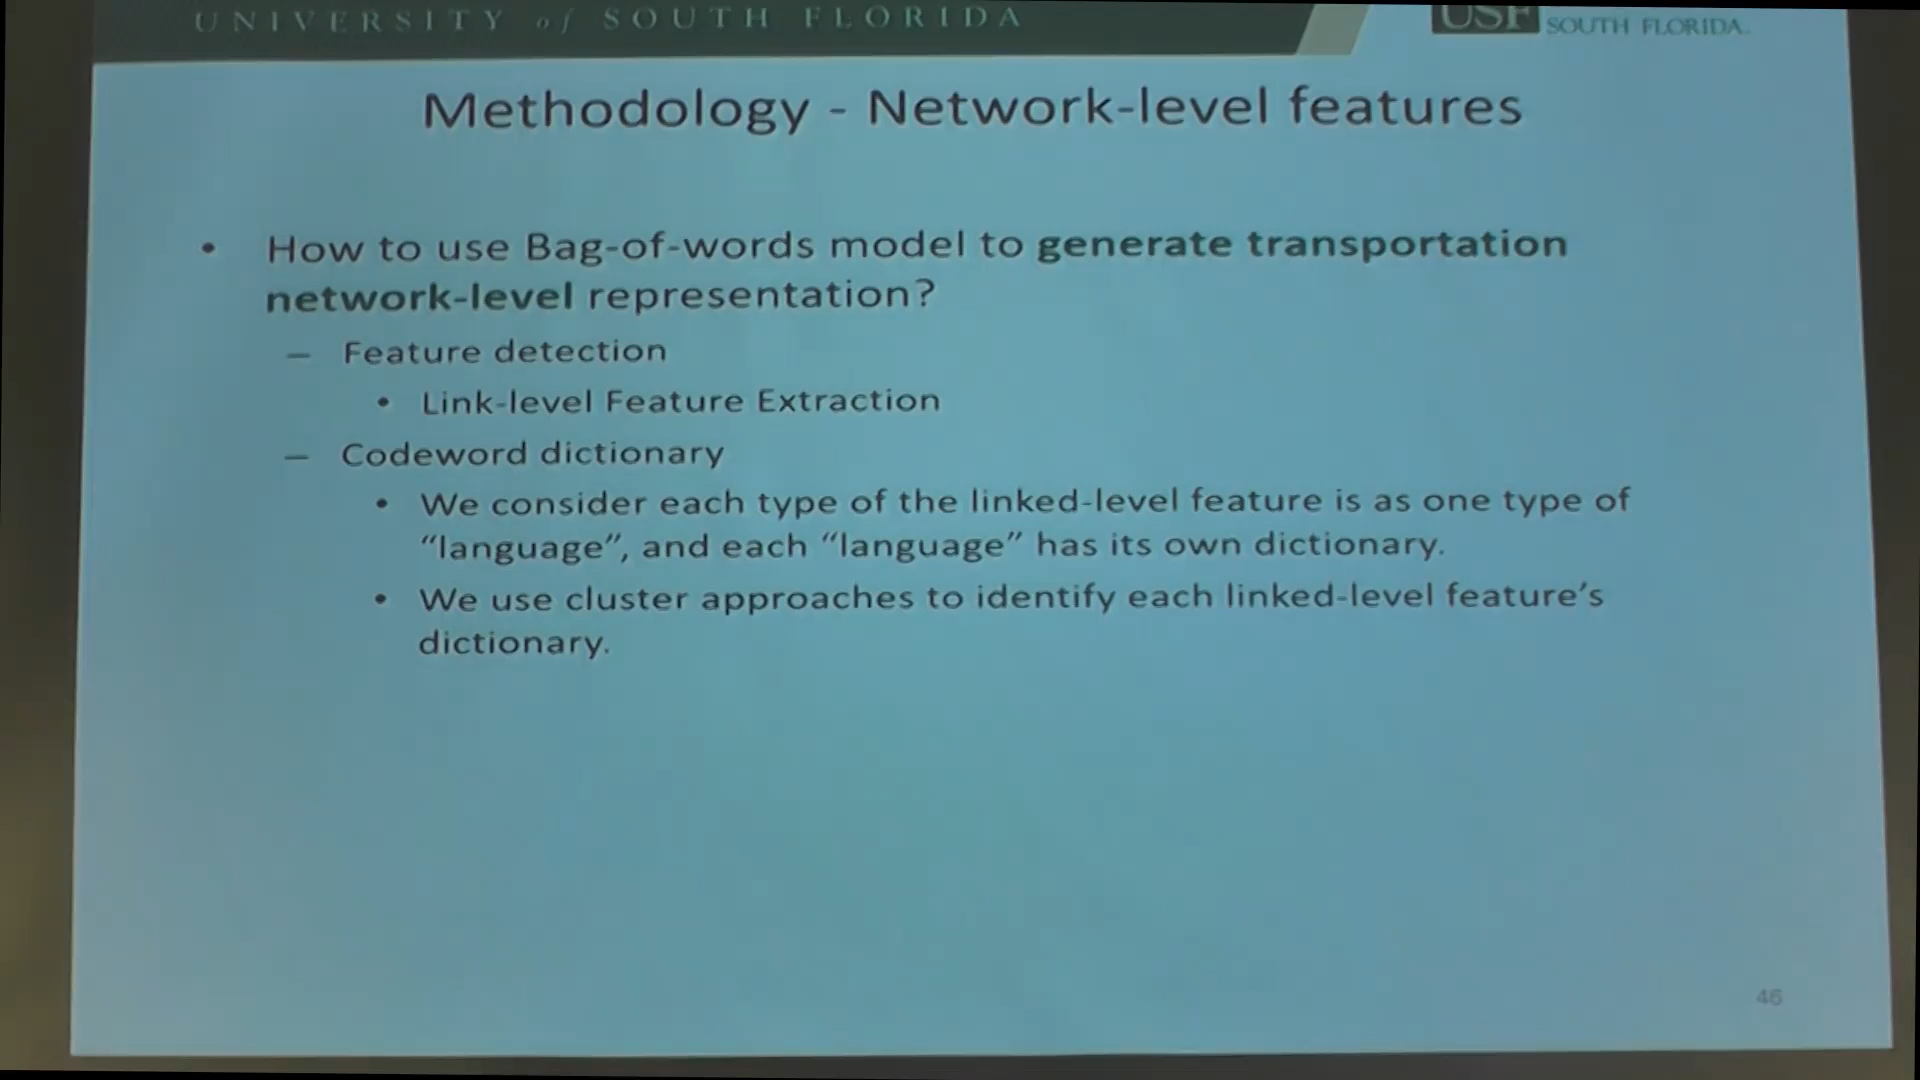 UNIVERSITY of SOUTH FLORIDA
USF SOUTH FLORIDA
Methodology - Network-level features
• How to use Bag-of-words model to generate transportation
network-level representation?
– Feature detection
• Link-level Feature Extraction
– Codeword dictionary
• We consider each type of the linked-level feature is as one type of
“language”, and each “language” has its own dictionary.
• We use cluster approaches to identify each linked-level feature’s
dictionary.
46